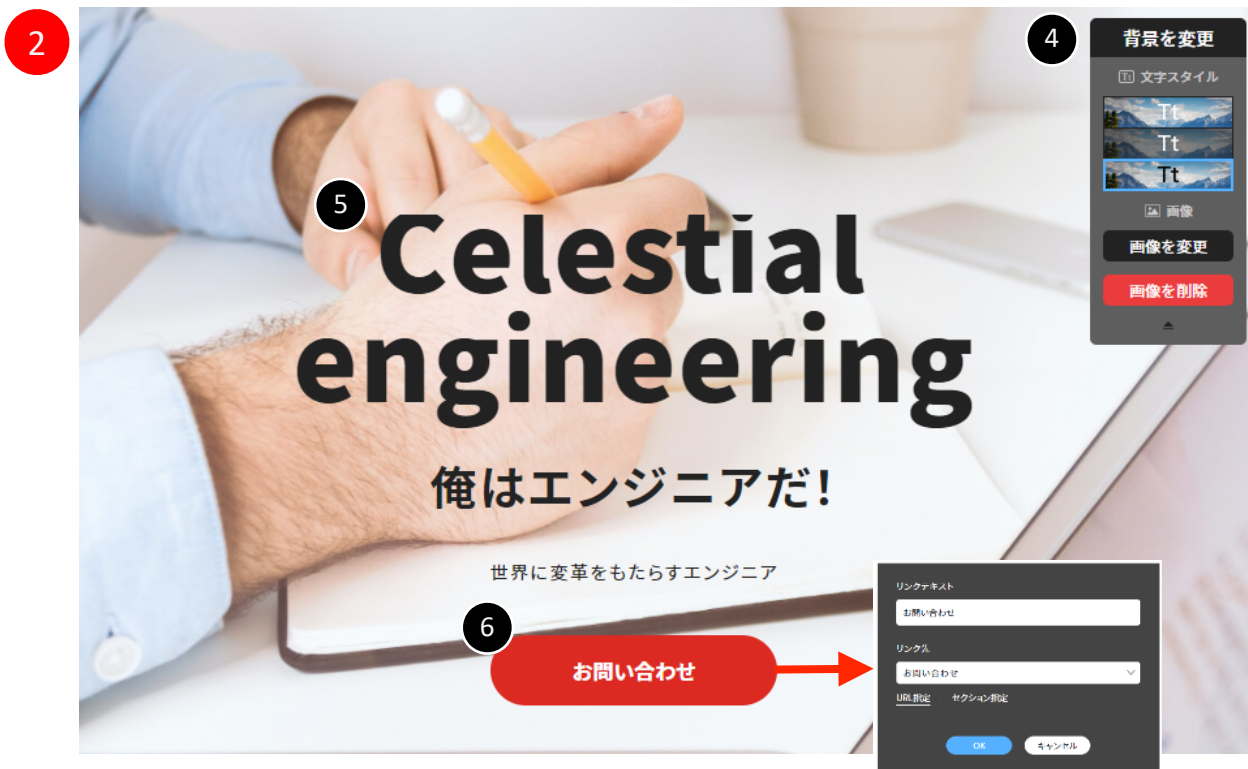 2
4
背景を変更
Tt 文字スタイル
Tt
Tt
Tt
画像
画像を変更
画像を削除
5
Celestial
engineering
俺はエンジニアだ!
世界に変革をもたらすエンジニア
6
お問い合わせ
リンクテキスト
お問い合わせ
リンク先
お問い合わせ
URL指定 セクション指定
OK キャンセル